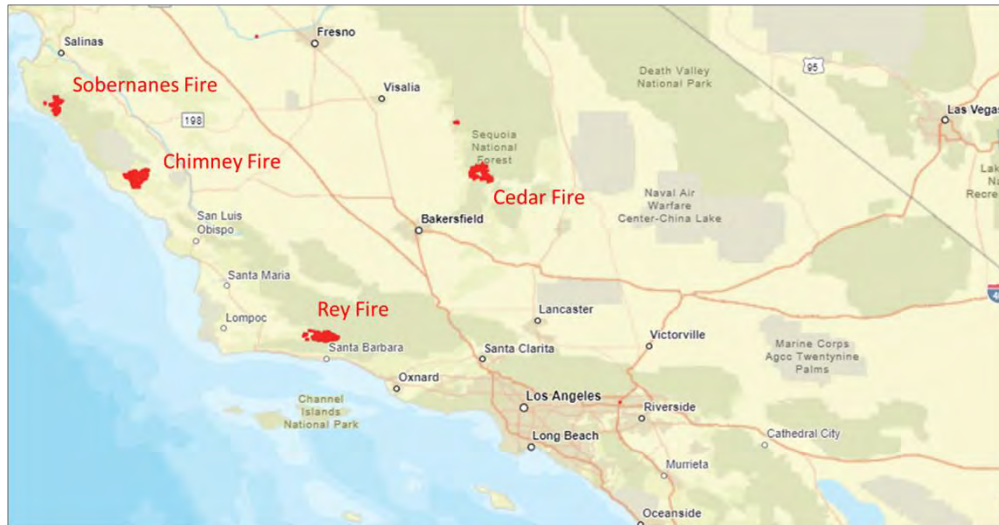 Salinas
Fresno
Sobernanes Fire
Visalia
Death Valley
National Park
95
Las Vegas
198
Sequoia
National
Forest
Chimney Fire
Cedar Fire
Naval Air
Warfare
Center-China Lake
San Luis
Obispo
Bakersfield
Santa Maria
Rey Fire
Lompoc
Lancaster
Santa Barbara
Santa Clarita
Victorville
Marine Corps
Agcc Twentynine
Palms
Oxnard
Channel
Islands
National Park
Los Angeles
Riverside
Long Beach
Cathedral City
Murrieta
Oceanside